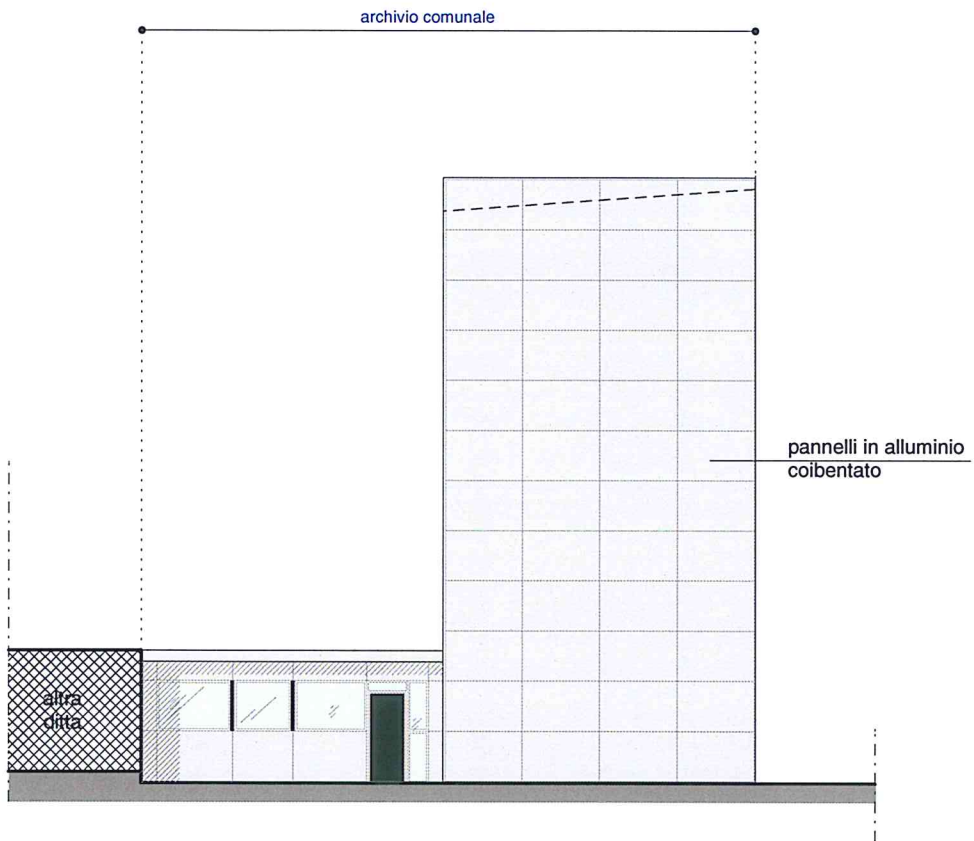 archivio comunale
pannelli in alluminio
coibentato
altra
ditta